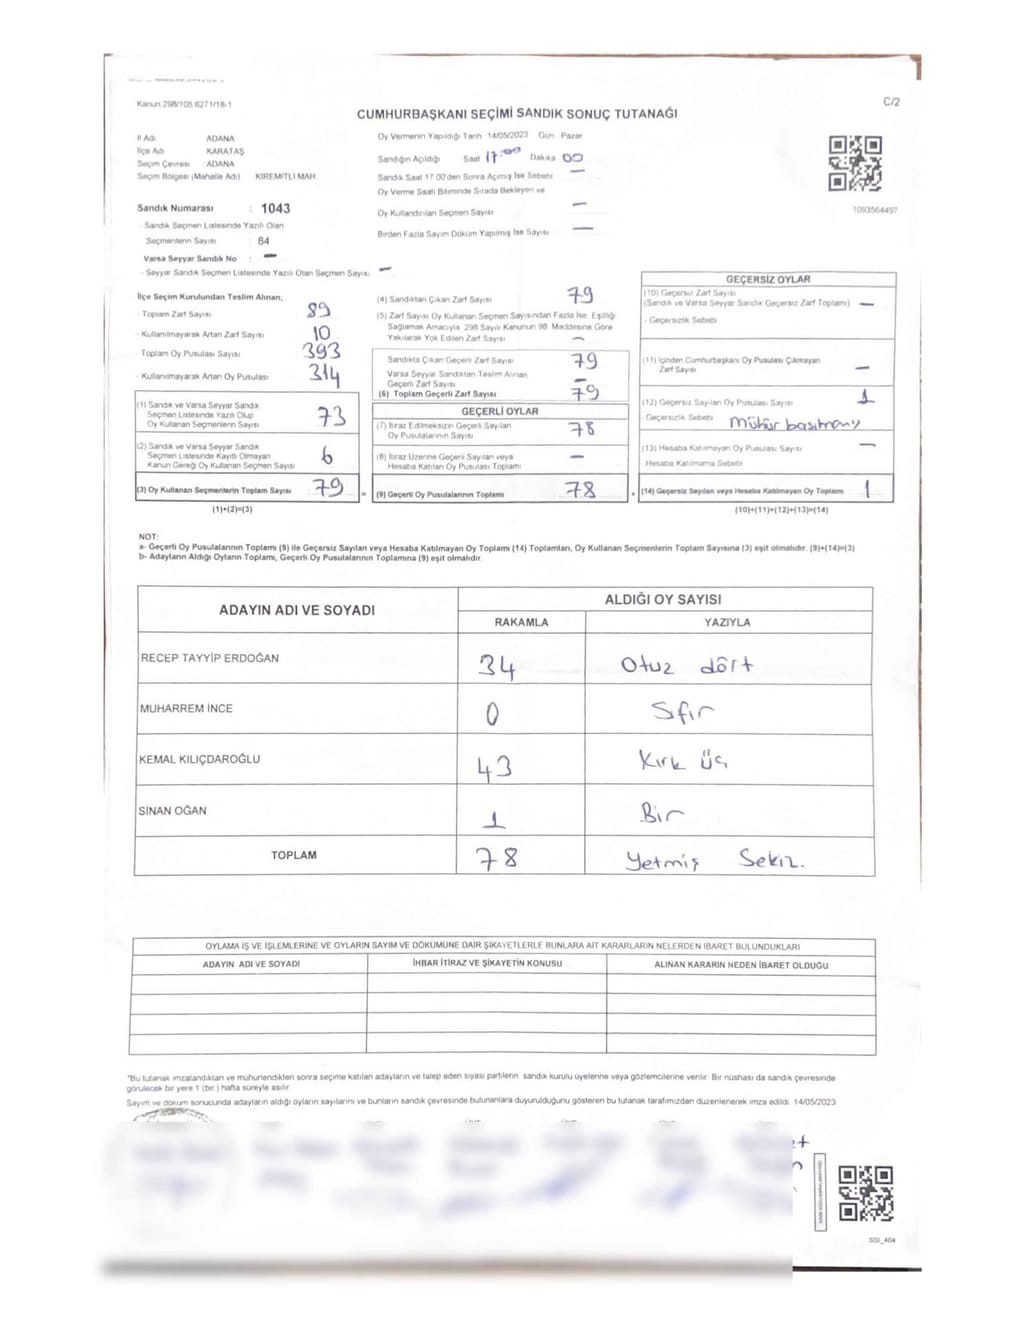 Kanun 298/105 6271/18-1
C/2
CUMHURBAŞKANI SEÇİMİ SANDIK SONUÇ TUTANAĞI
İl Adı ADANA
İlçe Adı KARATAŞ
Seçim Çevresi : ADANA
Seçim Bölgesi (Mahalle Adı) KIREMITLI MAH.
Sandık Numarası : 1043
- Sandık Seçmen Listesinde Yazılı Olan
Seçmenlerin Sayısı 84
Varsa Seyyar Sandık No : —
- Seyyar Sandık Seçmen Listesinde Yazılı Olan Seçmen Sayısı —
Oy Vermenin Yapıldığı Tarih 14/05/2023 Gün Pazar
Sandığın Açıldığı Saat 17:00 Dakika 00
Sandık Saat 17 00'den Sonra Açımış İse Sebebi —
Oy Verme Saati Bitiminde Sırada Bekleyen ve
Oy Kullandırılan Seçmen Sayısı —
Birden Fazla Sayım Döküm Yapılmış İse Sayısı —
1093564497
İlçe Seçim Kurulundan Teslim Alınan;
- Toplam Zarf Sayısı 89
- Kullanılmayarak Artan Zarf Sayısı 10
- Toplam Oy Pusulası Sayısı 393
- Kullanılmayarak Artan Oy Pusulası 314
(1) Sandık ve Varsa Seyyar Sandık
Seçmen Listesinde Yazılı Olup
Oy Kullanan Seçmenlerin Sayısı 73
(2) Sandık ve Varsa Seyyar Sandık
Seçmen Listesinde Kayıtlı Olmayan
Kanun Gereği Oy Kullanan Seçmen Sayısı 6
(3) Oy Kullanan Seçmenlerin Toplam Sayısı 79
(1)+(2)=(3)
(4) Sandıktan Çıkan Zarf Sayısı 79
(5) Zarf Sayısı Oy Kullanan Seçmen Sayısından Fazla İse, Eşitliği
Sağlamak Amacıyla 298 Sayılı Kanunun 98. Maddesine Göre
Yakılarak Yok Edilen Zarf Sayısı —
Sandıkta Çıkan Geçerli Zarf Sayısı 79
Varsa Seyyar Sandıktan Teslim Alınan
Geçerli Zarf Sayısı —
(6) Toplam Geçerli Zarf Sayısı 79
GEÇERLİ OYLAR
(7) İtiraz Edilmeksizin Geçerli Sayılan
Oy Pusulalarının Sayısı 78
(8) İtiraz Üzerine Geçerli Sayılan veya
Hesaba Katılan Oy Pusulası Toplamı —
= (9) Geçerli Oy Pusulalarının Toplamı 78
GEÇERSİZ OYLAR
(10) Geçersiz Zarf Sayısı
(Sandık ve Varsa Seyyar Sandık Geçersiz Zarf Toplamı) —
- Geçersizlik Sebebi
(11) İçinden Cumhurbaşkanı Oy Pusulası Çıkmayan
Zarf Sayısı —
(12) Geçersiz Sayılan Oy Pusulası Sayısı 1
- Geçersizlik Sebebi Mühür basılmamış
(13) Hesaba Katılmayan Oy Pusulası Sayısı —
- Hesaba Katılmama Sebebi
+ (14) Geçersiz Sayılan veya Hesaba Katılmayan Oy Toplamı 1
(10)+(11)+(12)+(13)=(14)
NOT:
a- Geçerli Oy Pusulalarının Toplamı (9) ile Geçersiz Sayılan veya Hesaba Katılmayan Oy Toplamı (14) Toplamları, Oy Kullanan Seçmenlerin Toplam Sayısına (3) eşit olmalıdır. (9)+(14)=(3)
b- Adayların Aldığı Oyların Toplamı, Geçerli Oy Pusulalarının Toplamına (9) eşit olmalıdır.
ADAYIN ADI VE SOYADI
ALDIĞI OY SAYISI
RAKAMLA YAZIYLA
RECEP TAYYİP ERDOĞAN 34 Otuz dört
MUHARREM İNCE 0 Sıfır
KEMAL KILIÇDAROĞLU 43 Kırk üç
SİNAN OĞAN 1 Bir
TOPLAM 78 Yetmiş Sekiz.
OYLAMA İŞ VE İŞLEMLERİNE VE OYLARIN SAYIM VE DÖKÜMÜNE DAİR ŞİKAYETLERLE BUNLARA AİT KARARLARIN NELERDEN İBARET BULUNDUKLARI
ADAYIN ADI VE SOYADI İHBAR İTİRAZ VE ŞİKAYETİN KONUSU ALINAN KARARIN NEDEN İBARET OLDUĞU
*Bu tutanak imzalandıktan ve mühürlendikten sonra seçime katılan adayların ve talep eden siyasi partilerin sandık kurulu üyelerine veya gözlemcilerine verilir. Bir nüshası da sandık çevresinde
görülecek bir yere 1 (bir ) hafta süreyle asılır
Sayım ve döküm sonucunda adayların aldığı oyların sayılarını ve bunların sandık çevresinde bulunanlara duyurulduğunu gösteren bu tutanak tarafımızdan düzenlenerek imza edildi. 14/05/2023
SGI_404